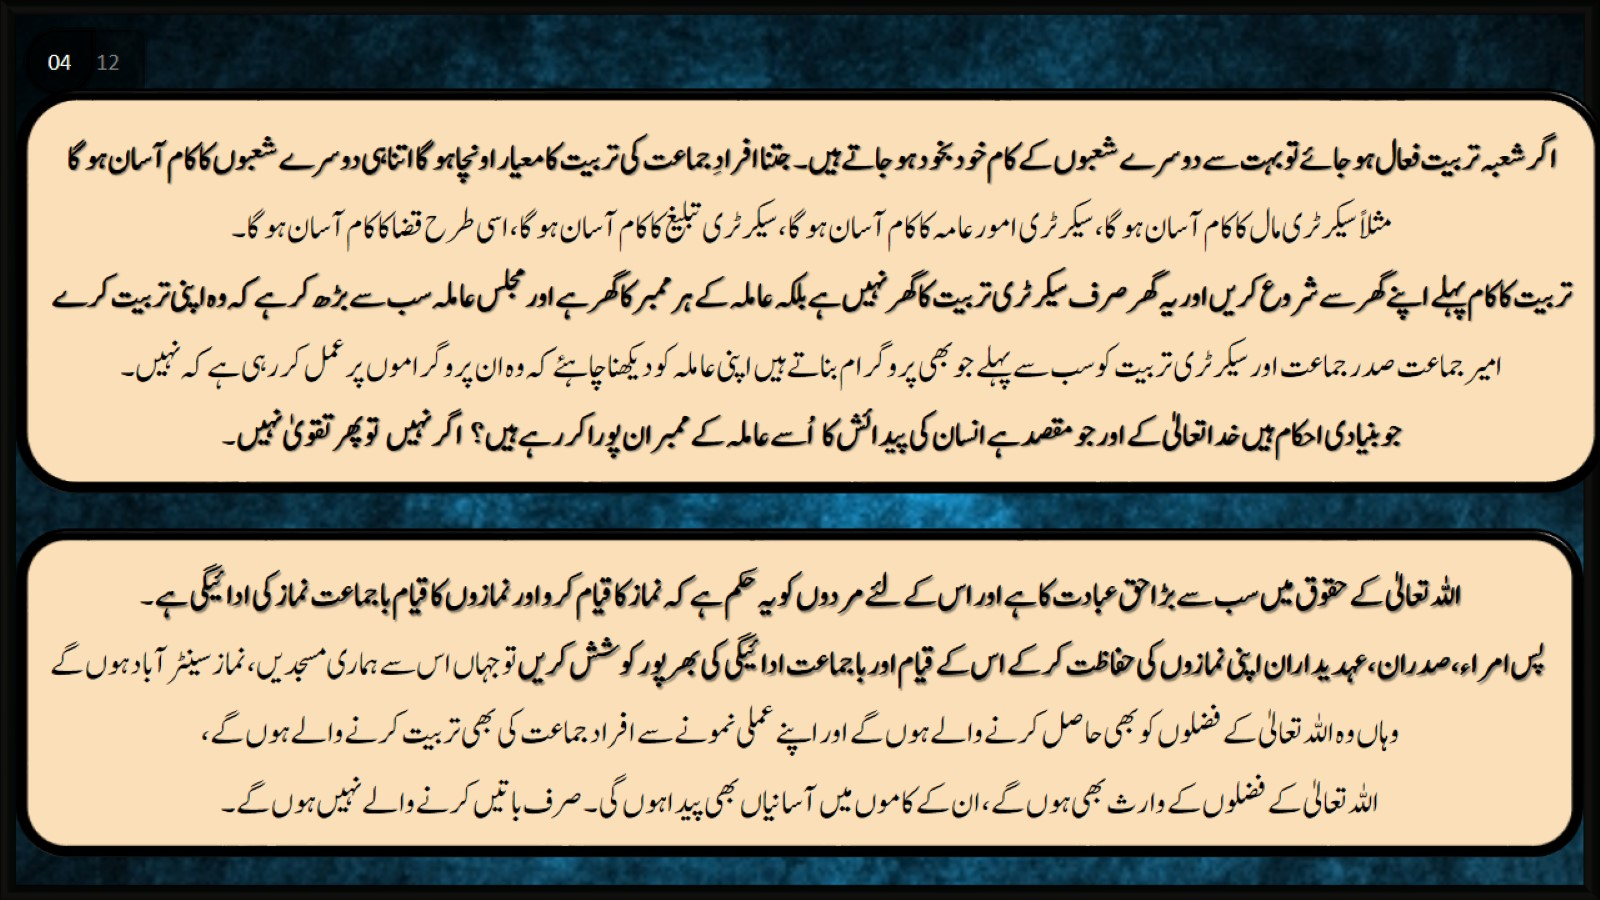 04 12
اگر شعبہ تربیت فعال ہو جائے تو بہت سے دوسرے شعبوں کے کام خود بخود ہو جاتے ہیں۔ جتنا افرادِ جماعت کی تربیت کا معیار اونچا ہو گا اتنا ہی دوسرے شعبوں کا کام آسان ہو گا
مثلاً سیکرٹری مال کا کام آسان ہو گا، سیکرٹری امور عامہ کا کام آسان ہو گا، سیکرٹری تبلیغ کا کام آسان ہو گا، اسی طرح قضا کا کام آسان ہو گا۔
تربیت کا کام پہلے اپنے گھر سے شروع کریں اور یہ گھر صرف سیکرٹری تربیت کا گھر نہیں ہے بلکہ عاملہ کے ہر ممبر کا گھر ہے اور مجلس عاملہ سب سے بڑھ کر ہے کہ وہ اپنی تربیت کرے
امیر جماعت صدر جماعت اور سیکرٹری تربیت کو سب سے پہلے جو بھی پروگرام بناتے ہیں اپنی عاملہ کو دیکھنا چاہئے کہ وہ ان پروگراموں پر عمل کر رہی ہے کہ نہیں۔
جو بنیادی احکام ہیں خدا تعالیٰ کے اور جو مقصد ہے انسان کی پیدائش کا اُسے عاملہ کے ممبران پورا کر رہے ہیں؟ اگر نہیں تو پھر تقویٰ نہیں۔
اللہ تعالیٰ کے حقوق میں سب سے بڑا حق عبادت کا ہے اور اس کے لئے مردوں کو یہ حکم ہے کہ نماز کا قیام کرو اور نمازوں کا قیام باجماعت نماز کی ادائیگی ہے۔
پس امراء، صدران، عہدیداران اپنی نمازوں کی حفاظت کر کے اس کے قیام اور باجماعت ادائیگی کی بھرپور کوشش کریں تو جہاں اس سے ہماری مسجدیں، نماز سینٹر آباد ہوں گے
وہاں وہ اللہ تعالیٰ کے فضلوں کو بھی حاصل کرنے والے ہوں گے اور اپنے عملی نمونے سے افراد جماعت کی بھی تربیت کرنے والے ہوں گے،
اللہ تعالیٰ کے فضلوں کے وارث بھی ہوں گے، ان کے کاموں میں آسانیاں بھی پیدا ہوں گی۔ صرف باتیں کرنے والے نہیں ہوں گے۔